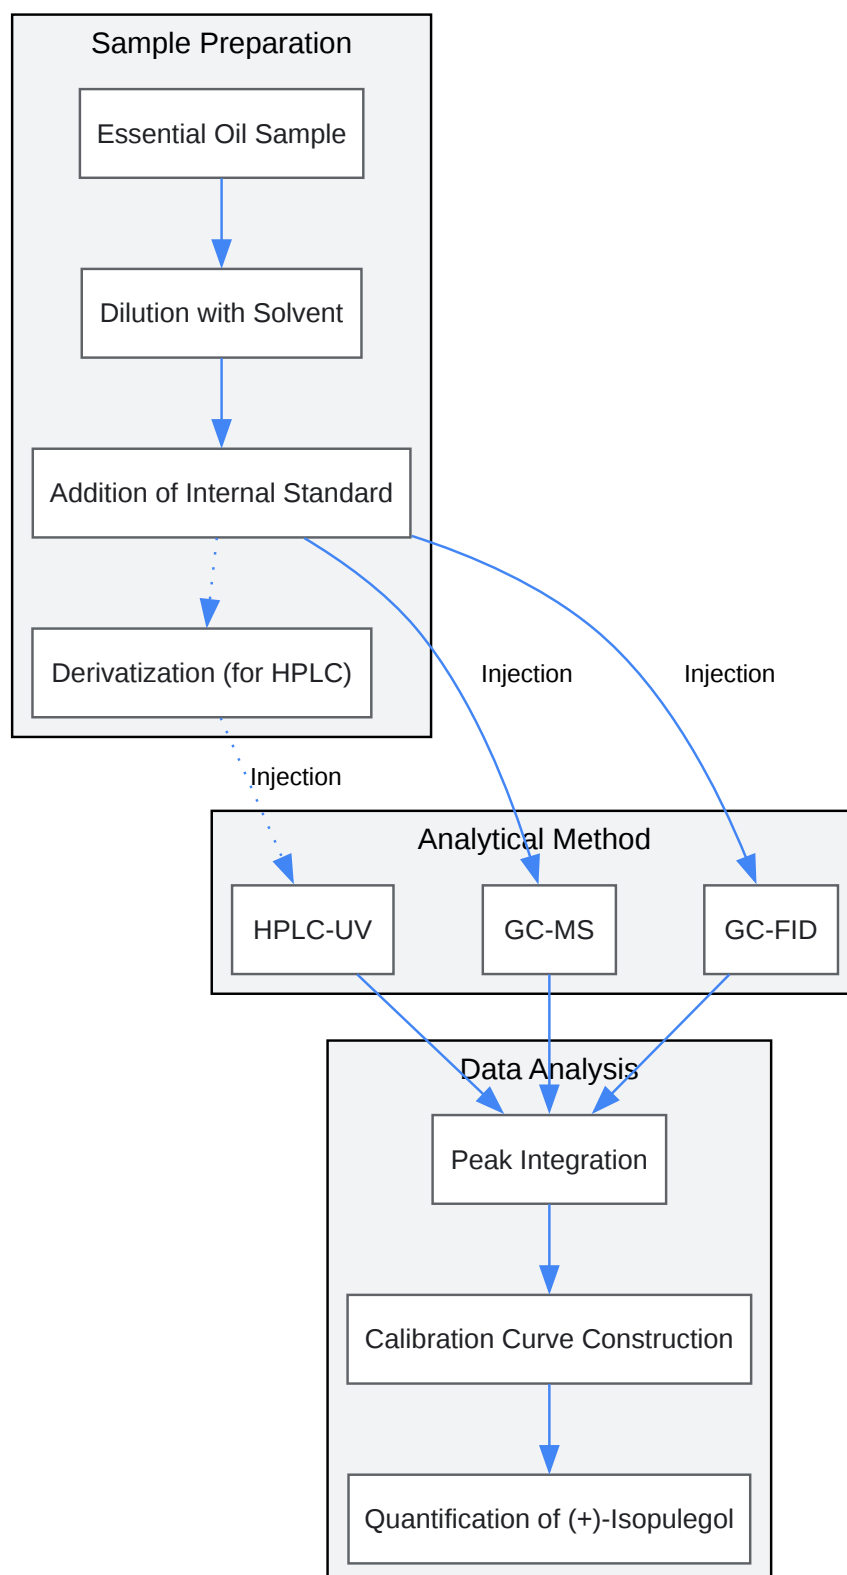 Sample Preparation
Essential Oil Sample
Dilution with Solvent
Addition of Internal Standard
Derivatization (for HPLC)
Injection
Injection
Injection
Analytical Method
HPLC-UV
GC-MS
GC-FID
Data Analysis
Peak Integration
Calibration Curve Construction
Quantification of (+)-Isopulegol